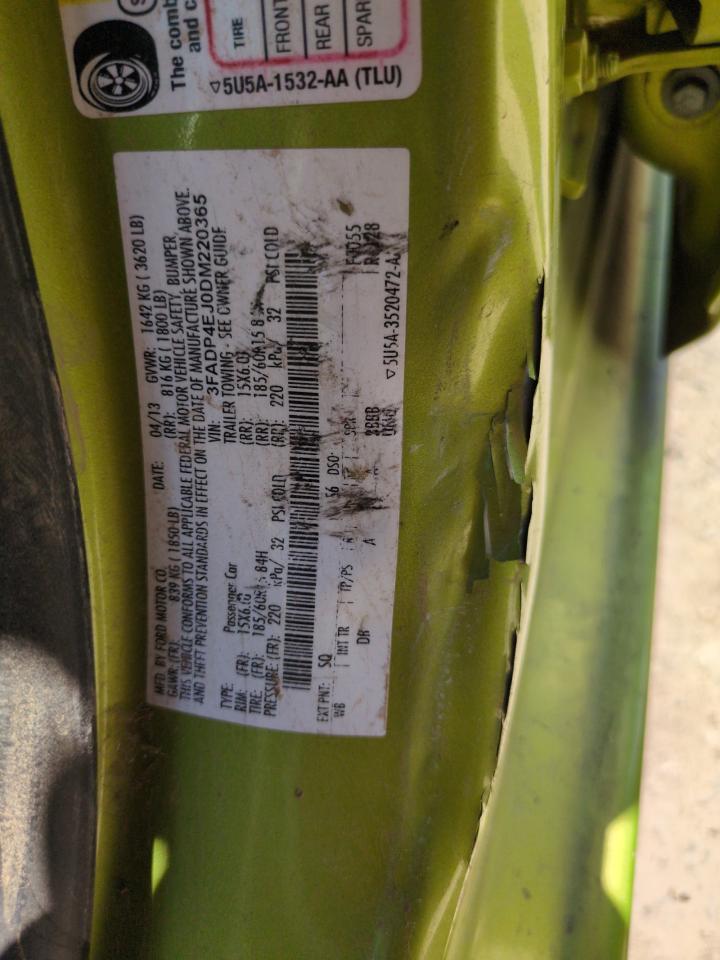 The comb
and c
TIRE
FRONT
REAR
SPAR
▽5U5A-1532-AA (TLU)
MFD BY FORD MOTOR CO. DATE: 04/13 GVWR: 1642 KG ( 3620 LB)
GAWR:(FR): 839 KG (1850 LB) (RR): 816 KG ( 1800 LB)
THIS VEHICLE CONFORMS TO ALL APPLICABLE FEDERAL MOTOR VEHICLE SAFETY, BUMPER,
AND THEFT PREVENTION STANDARDS IN EFFECT ON THE DATE OF MANUFACTURE SHOWN ABOVE.
VIN: 3FADP4EJ0DM220365
TYPE: Passenger Car TRAILER TOWING - SEE OWNER GUIDE
RIM: (FR): 15X6.0J (RR): 15X6.0J
TIRE: (FR): 185/60R15 84H (RR): 185/60R15 8
PRESSURE:(FR): 220 kPa/ 32 PSI COLD (RR): 220 kPa/ 32 PSI COLD
EXT PNT: SQ 56 DSO:
WB INT TR TP/PS R
DR A
▽5U5A-3520472-A